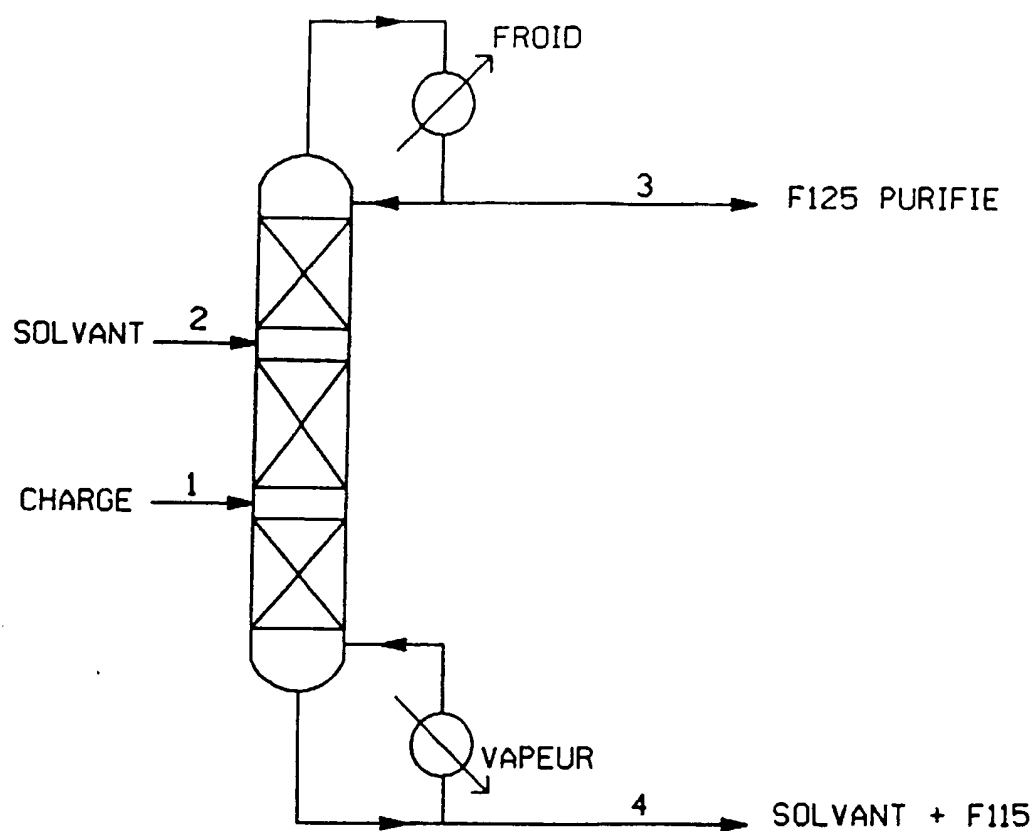 FROID
3
F125 PURIFIE
2
SOLVANT
1
CHARGE
VAPEUR
4
SOLVANT + F115